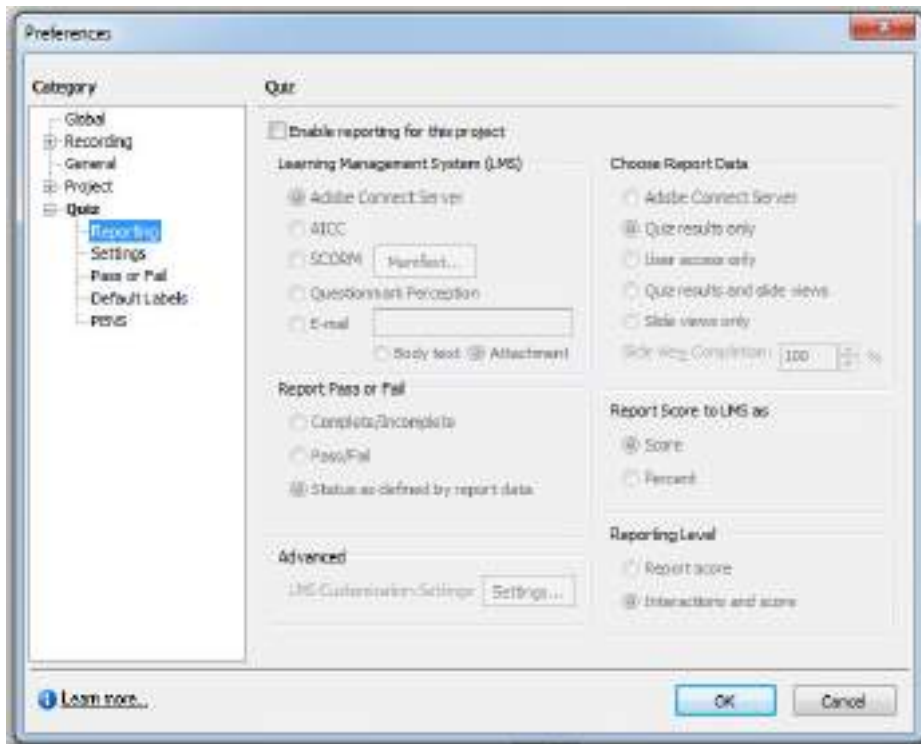 Preferences
Category
Global
Recording
General
Project
Quiz
Reporting
Settings
Pass or Fail
Default Labels
PENS
Learn more...
Quiz
Enable reporting for this project
Learning Management System (LMS)
Adobe Connect Server
AICC
SCORM Manifest...
Questionmark Perception
E-mail
Body text Attachment
Report Pass or Fail
Complete/Incomplete
Pass/Fail
Status as defined by report data
Advanced
LMS Customization Settings: Settings...
Choose Report Data
Adobe Connect Server
Quiz results only
User access only
Quiz results and slide views
Slide views only
Slide View Completion: 100 %
Report Score to LMS as
Score
Percent
Reporting Level
Report score
Interactions and score
OK Cancel